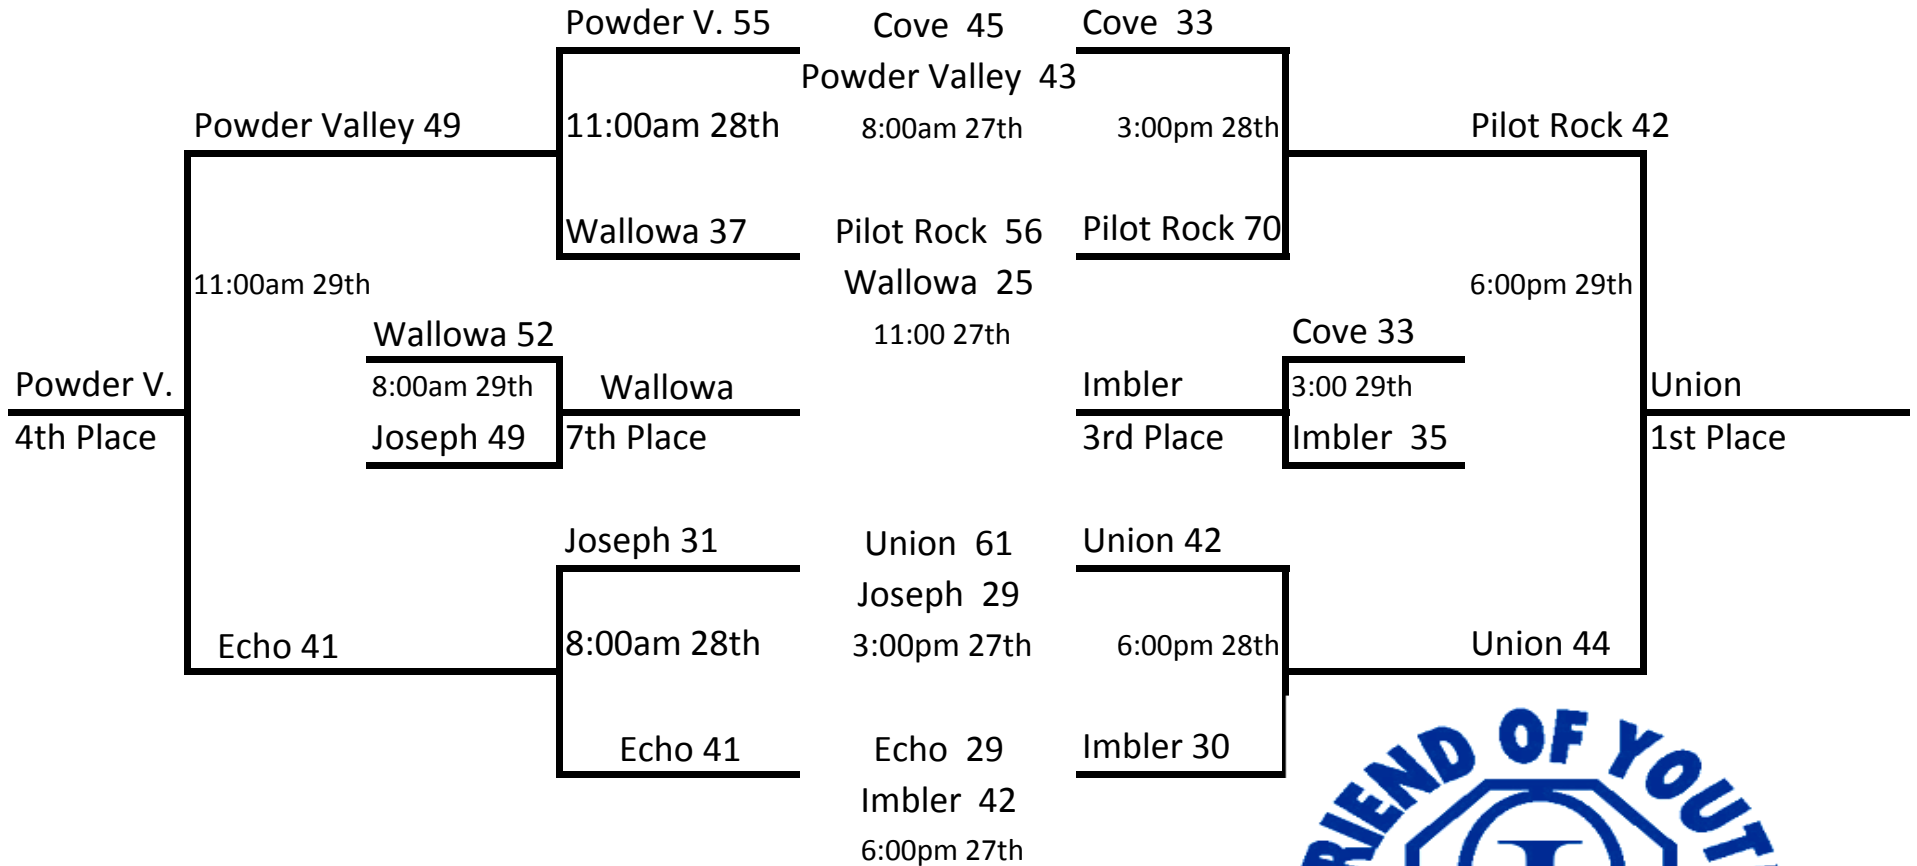 Powder V. 55
Cove  45
Cove  33
Powder Valley  43
Powder Valley 49
11:00am 28th
8:00am 27th
3:00pm 28th
Pilot Rock 42
Wallowa 37
Pilot Rock  56
Pilot Rock 70
11:00am 29th
Wallowa  25
6:00pm 29th
Wallowa 52
11:00 27th
Cove 33
Powder V.
8:00am 29th
Wallowa
Imbler
3:00 29th
Union
4th Place
Joseph 49
7th Place
3rd Place
Imbler  35
1st Place
Joseph 31
Union  61
Union 42
Joseph  29
Echo 41
8:00am 28th
3:00pm 27th
6:00pm 28th
Union 44
Echo 41
Echo  29
Imbler 30
Imbler  42
6:00pm 27th
FRIEND OF YOUTH